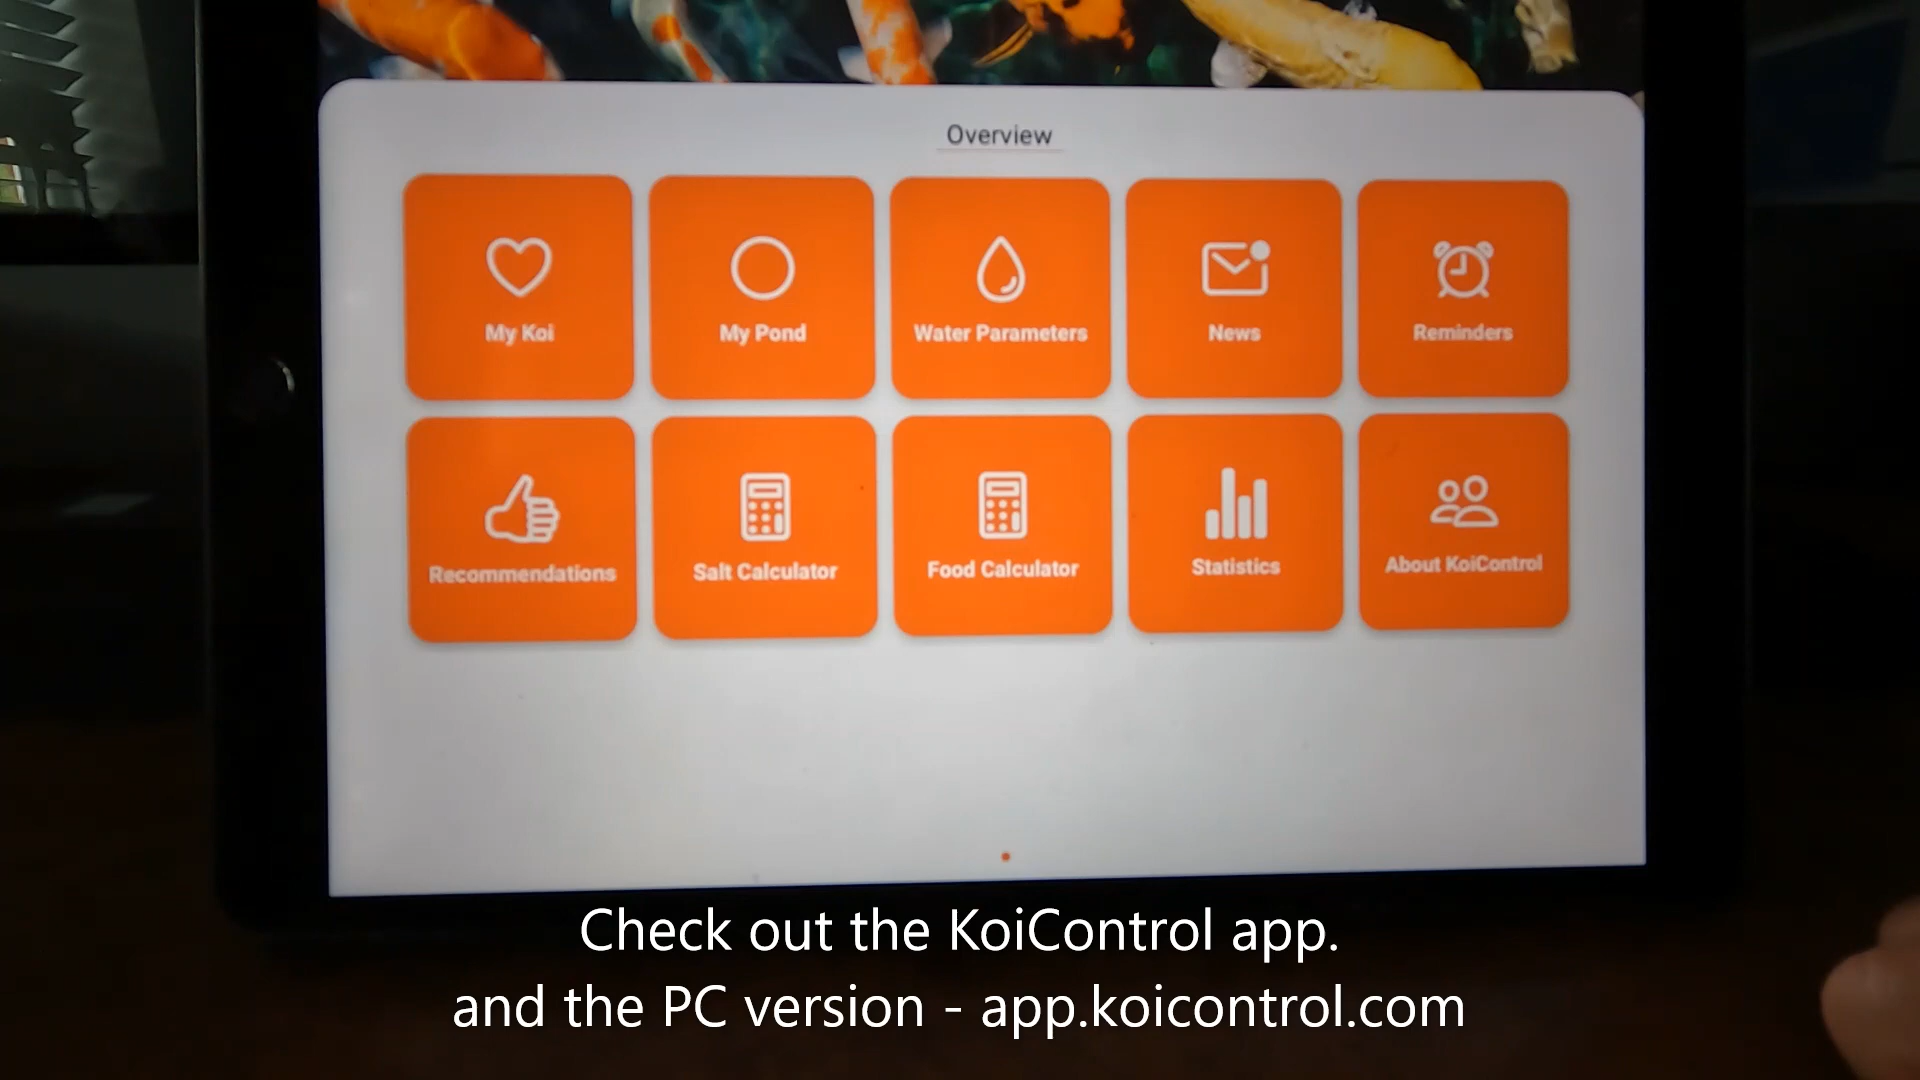 Overview
My Koi
My Pond
Water Parameters
News
Reminders
Recommendations
Salt Calculator
Food Calculator
Statistics
About KoiControl
Check out the KoiControl app.
and the PC version - app.koicontrol.com